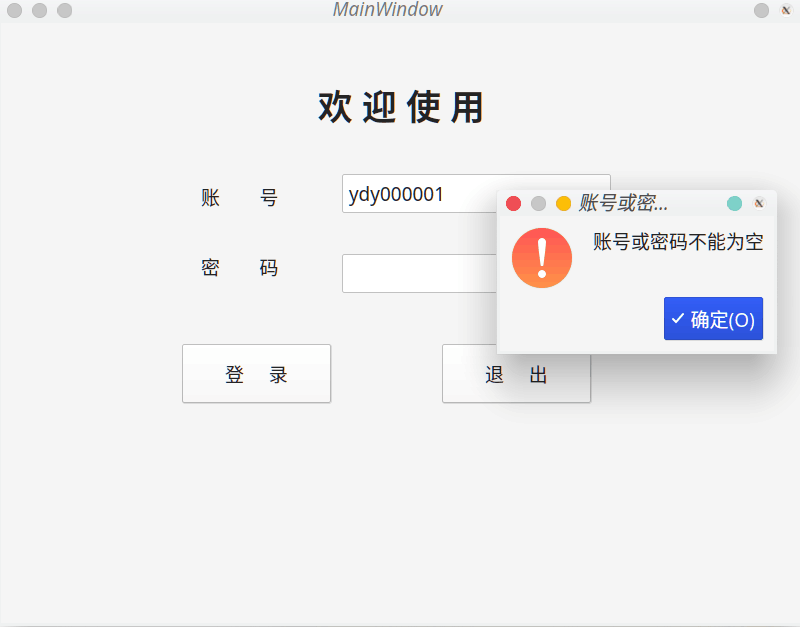 MainWindow
欢迎使用
账 号
ydy000001
密 码
登 录
退 出
账号或密...
账号或密码不能为空
确定(O)